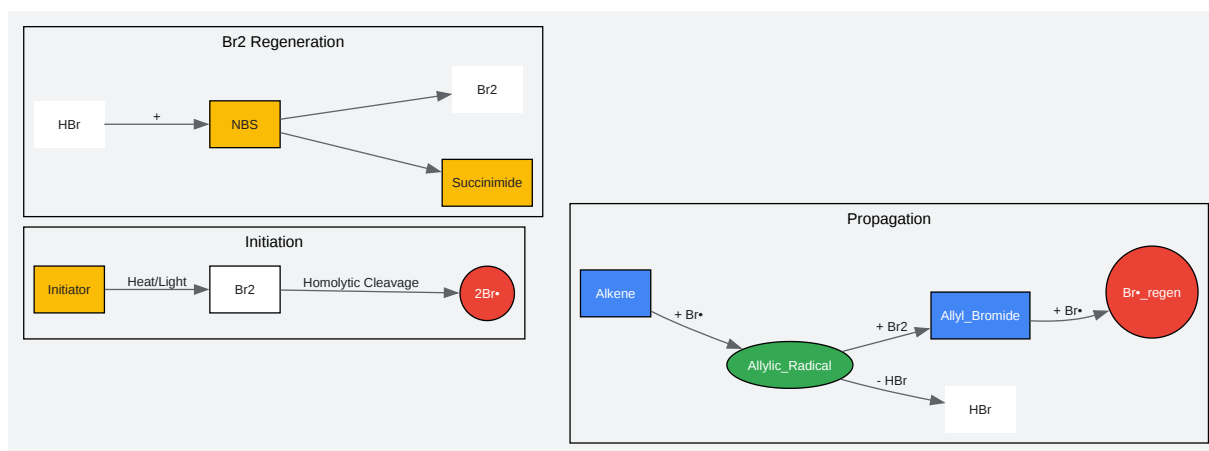 Br2 Regeneration
HBr
+
NBS
Br2
Succinimide
Initiation
Initiator
Heat/Light
Br2
Homolytic Cleavage
2Br•
Propagation
Alkene
+ Br•
Allylic_Radical
+ Br2
Allyl_Bromide
+ Br•
Br•_regen
- HBr
HBr